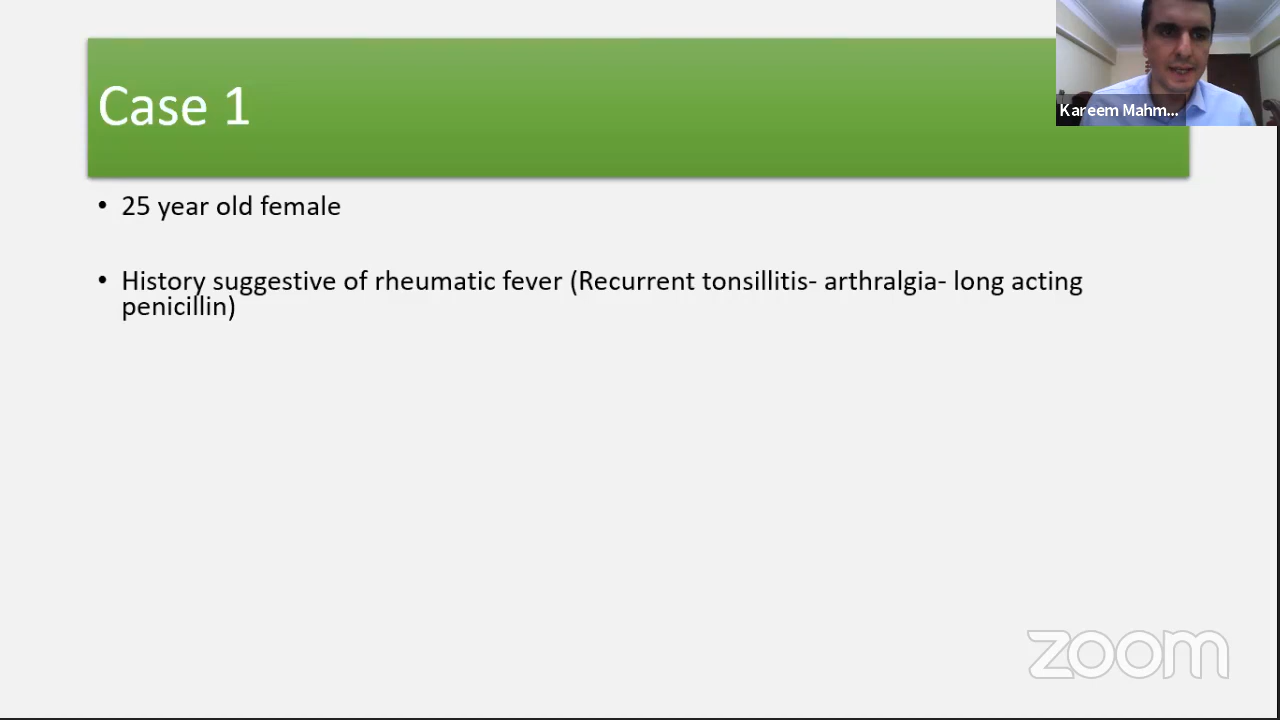 Case 1
Kareem Mahm...
• 25 year old female
• History suggestive of rheumatic fever (Recurrent tonsillitis- arthralgia- long acting
penicillin)
zoom